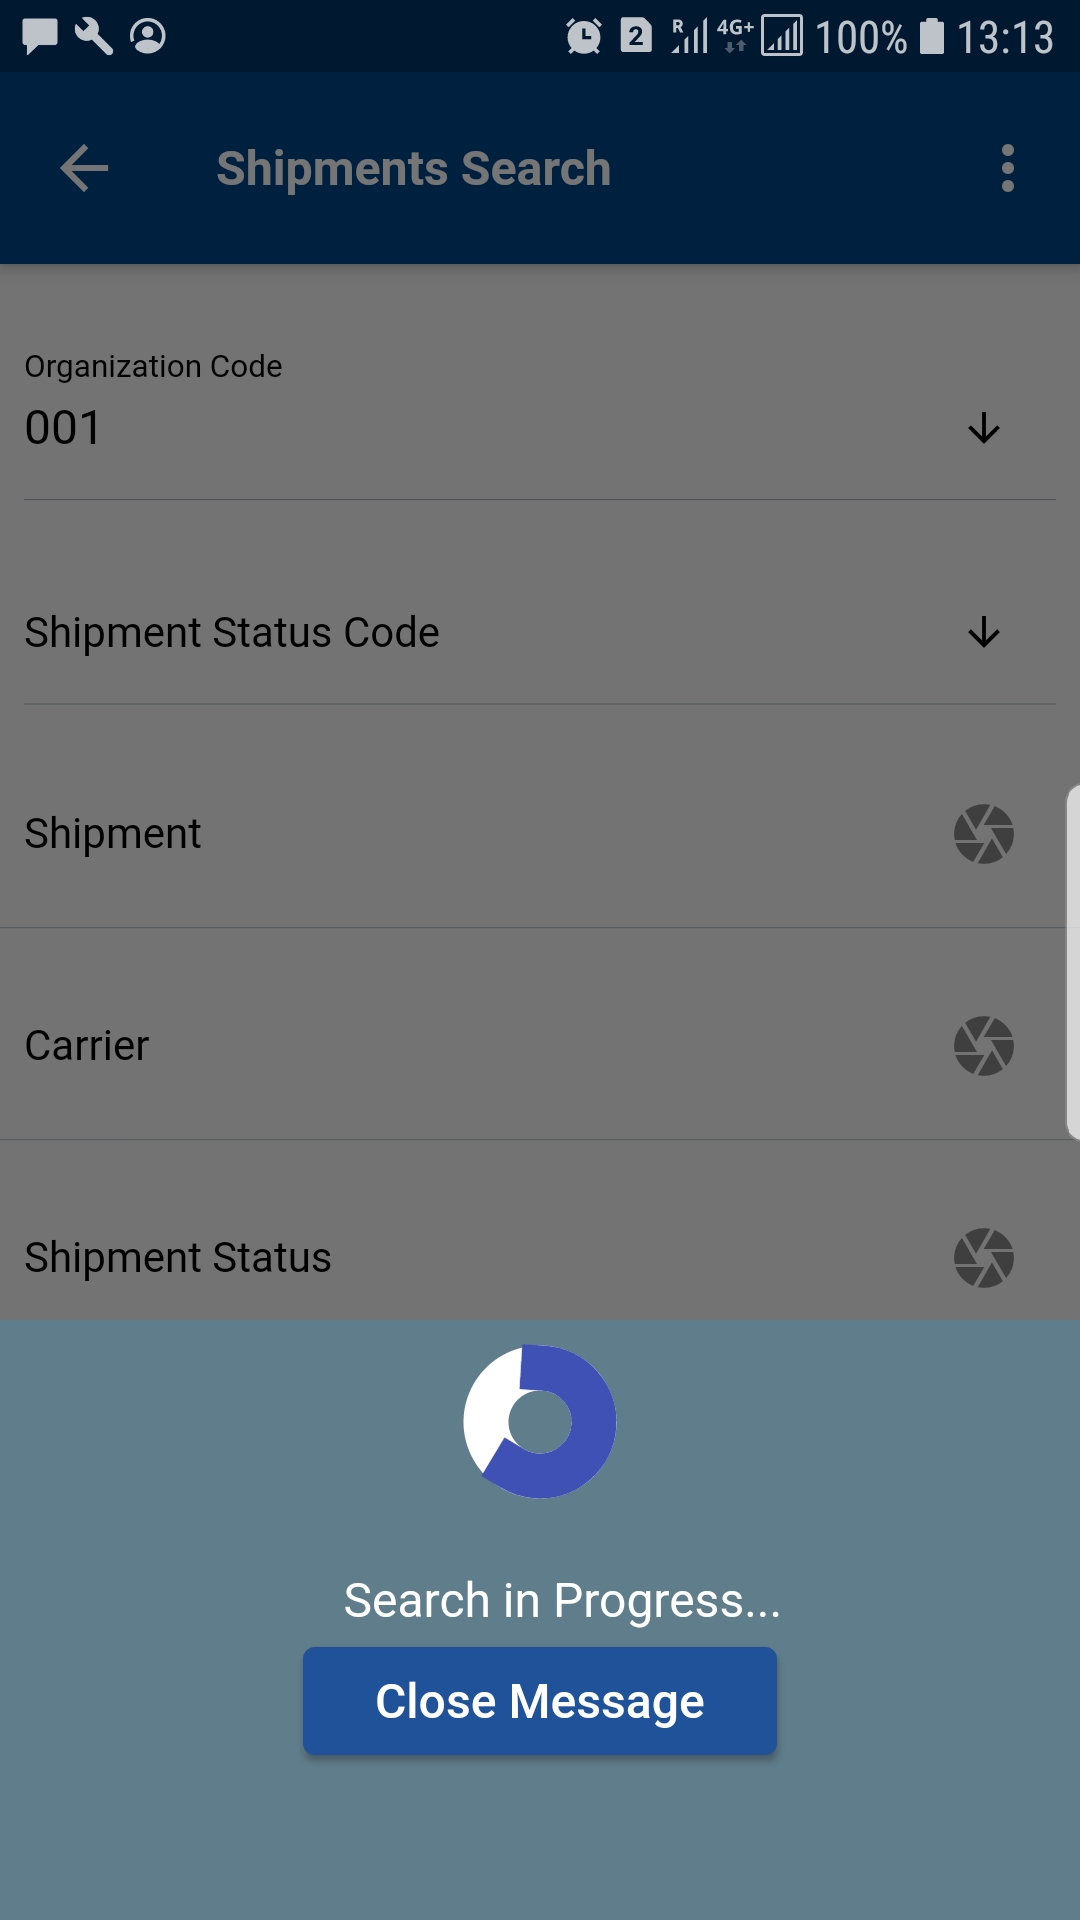 2 R 4G+ 100% 13:13
Shipments Search
Organization Code
001
Shipment Status Code
Shipment
Carrier
Shipment Status
Search in Progress...
Close Message